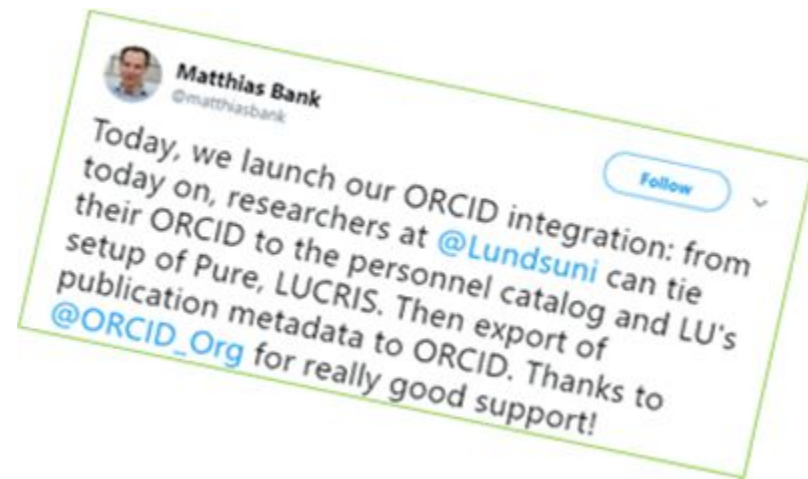 Matthias Bank
@matthiasbank
Follow
Today, we launch our ORCID integration: from
today on, researchers at @Lundsuni can tie
their ORCID to the personnel catalog and LU's
setup of Pure, LUCRIS. Then export of
publication metadata to ORCID. Thanks to
@ORCID_Org for really good support!